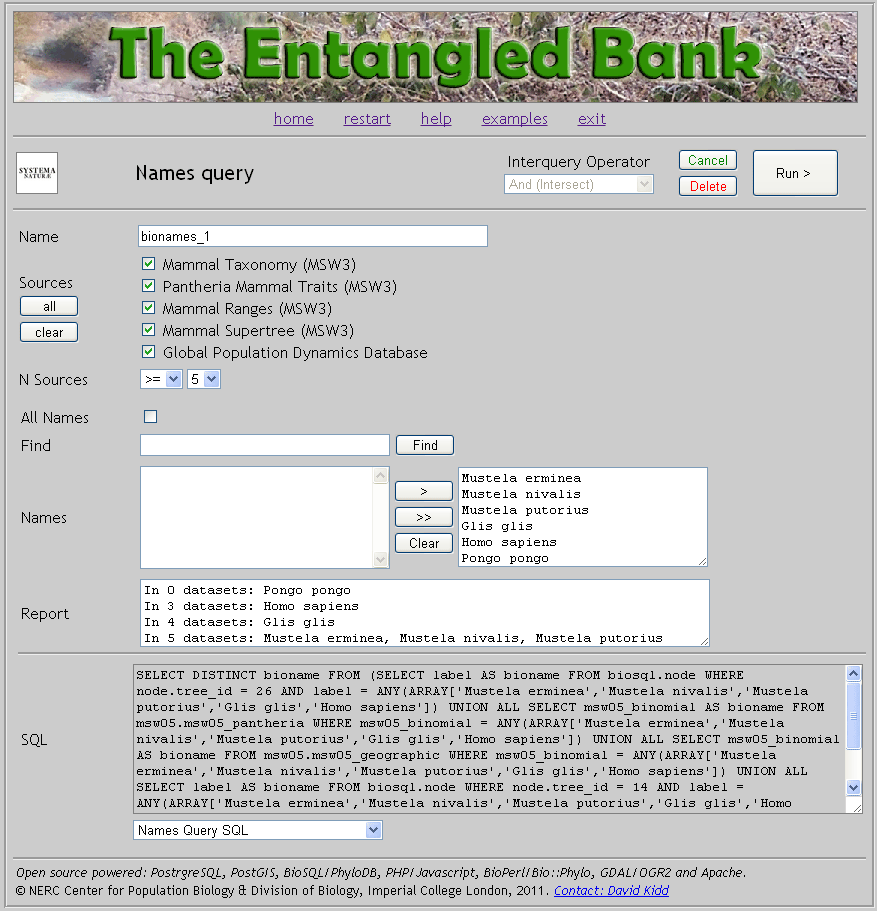 The Entangled Bank
home restart help examples exit
SYSTEMA
NATURÆ
Names query
Interquery Operator
And (Intersect)
Cancel
Delete
Run >
Name
bionames_1
Sources
all
clear
Mammal Taxonomy (MSW3)
Pantheria Mammal Traits (MSW3)
Mammal Ranges (MSW3)
Mammal Supertree (MSW3)
Global Population Dynamics Database
N Sources
>= 5
All Names
Find
Find
Names
>
>>
Clear
Mustela erminea
Mustela nivalis
Mustela putorius
Glis glis
Homo sapiens
Pongo pongo
Report
In 0 datasets: Pongo pongo
In 3 datasets: Homo sapiens
In 4 datasets: Glis glis
In 5 datasets: Mustela erminea, Mustela nivalis, Mustela putorius
SQL
SELECT DISTINCT bioname FROM (SELECT label AS bioname FROM biosql.node WHERE
node.tree_id = 26 AND label = ANY(ARRAY['Mustela erminea','Mustela nivalis','Mustela
putorius','Glis glis','Homo sapiens']) UNION ALL SELECT msw05_binomial AS bioname FROM
msw05.msw05_pantheria WHERE msw05_binomial = ANY(ARRAY['Mustela erminea','Mustela
nivalis','Mustela putorius','Glis glis','Homo sapiens']) UNION ALL SELECT msw05_binomial
AS bioname FROM msw05.msw05_geographic WHERE msw05_binomial = ANY(ARRAY['Mustela
erminea','Mustela nivalis','Mustela putorius','Glis glis','Homo sapiens']) UNION ALL
SELECT label AS bioname FROM biosql.node WHERE node.tree_id = 14 AND label =
ANY(ARRAY['Mustela erminea','Mustela nivalis','Mustela putorius','Glis glis','Homo
Names Query SQL
Open source powered: PostrgreSQL, PostGIS, BioSQL/PhyloDB, PHP/Javascript, BioPerl/Bio::Phylo, GDAL/OGR2 and Apache.
© NERC Center for Population Biology & Division of Biology, Imperial College London, 2011. Contact: David Kidd